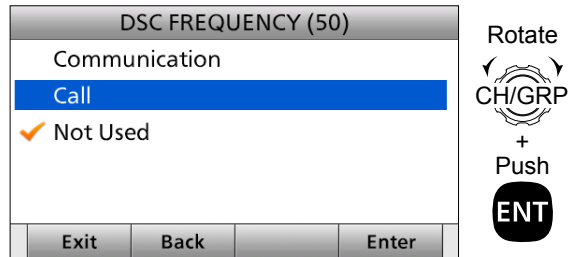 DSC FREQUENCY (50)
Communication
Call
Not Used
Exit Back Enter
Rotate
CH/GRP
+
Push
ENT